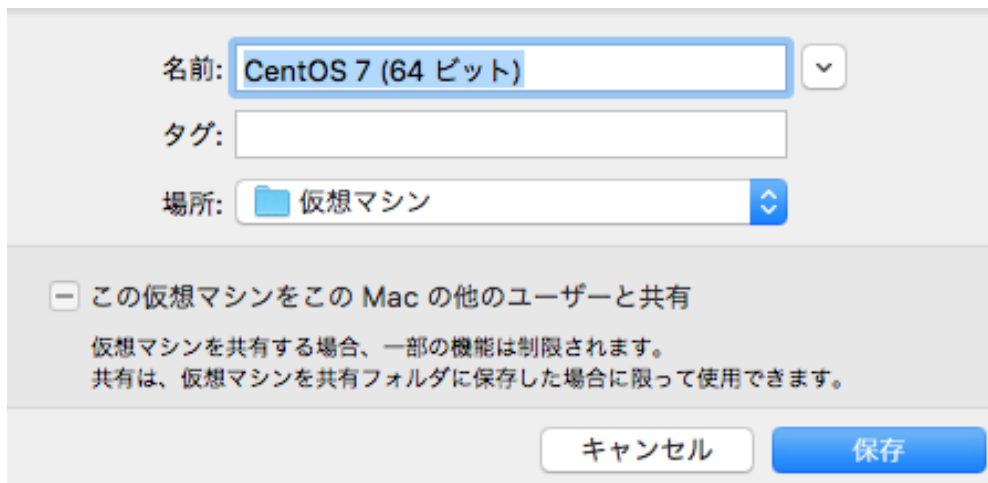 名前: CentOS 7 (64 ビット)
タグ:
場所: 仮想マシン
この仮想マシンをこの Mac の他のユーザーと共有
仮想マシンを共有する場合、一部の機能は制限されます。
共有は、仮想マシンを共有フォルダに保存した場合に限って使用できます。
キャンセル 保存